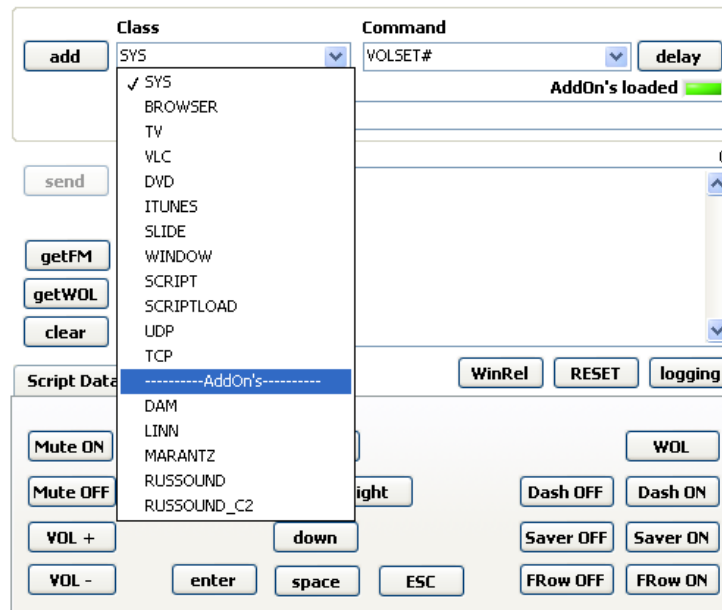 Class Command
add SYS VOLSET# delay
✓ SYS
AddOn's loaded
BROWSER
TV
VLC
DVD
send
ITUNES
SLIDE
WINDOW
getFM
SCRIPT
getWOL
SCRIPTLOAD
UDP
clear
TCP
----------AddOn's----------
Script Data
WinRel RESET logging
DAM
LINN
MARANTZ
RUSSOUND
RUSSOUND_C2
Mute ON WOL
Mute OFF ight Dash OFF Dash ON
VOL + down Saver OFF Saver ON
VOL - enter space ESC FRow OFF FRow ON